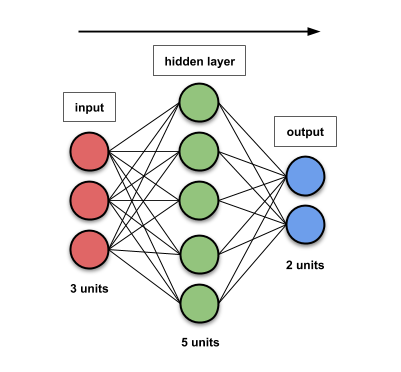 hidden layer
input
output
3 units
2 units
5 units